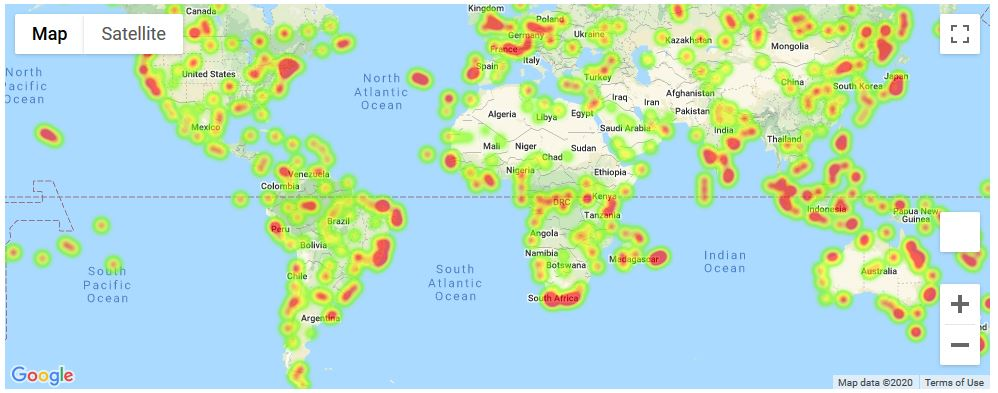 Map
Satellite
Canada
Kingdom
Poland
Germany
Ukraine
France
Kazakhstan
Mongolia
North
Pacific
Ocean
United States
North
Atlantic
Ocean
Spain
Italy
Turkey
China
South Korea
Japan
Afghanistan
Iraq
Iran
Pakistan
Algeria
Libya
Egypt
Saudi Arabia
India
Mexico
Mali
Niger
Chad
Sudan
Thailand
Nigeria
Ethiopia
Venezuela
Colombia
DRC
Kenya
Indonesia
Papua New
Guinea
Tanzania
Brazil
Peru
Angola
Bolivia
Namibia
Botswana
Madagascar
Indian
Ocean
South
Pacific
Ocean
South
Atlantic
Ocean
Chile
Australia
South Africa
Argentina
nd
Google
Map data ©2020
Terms of Use